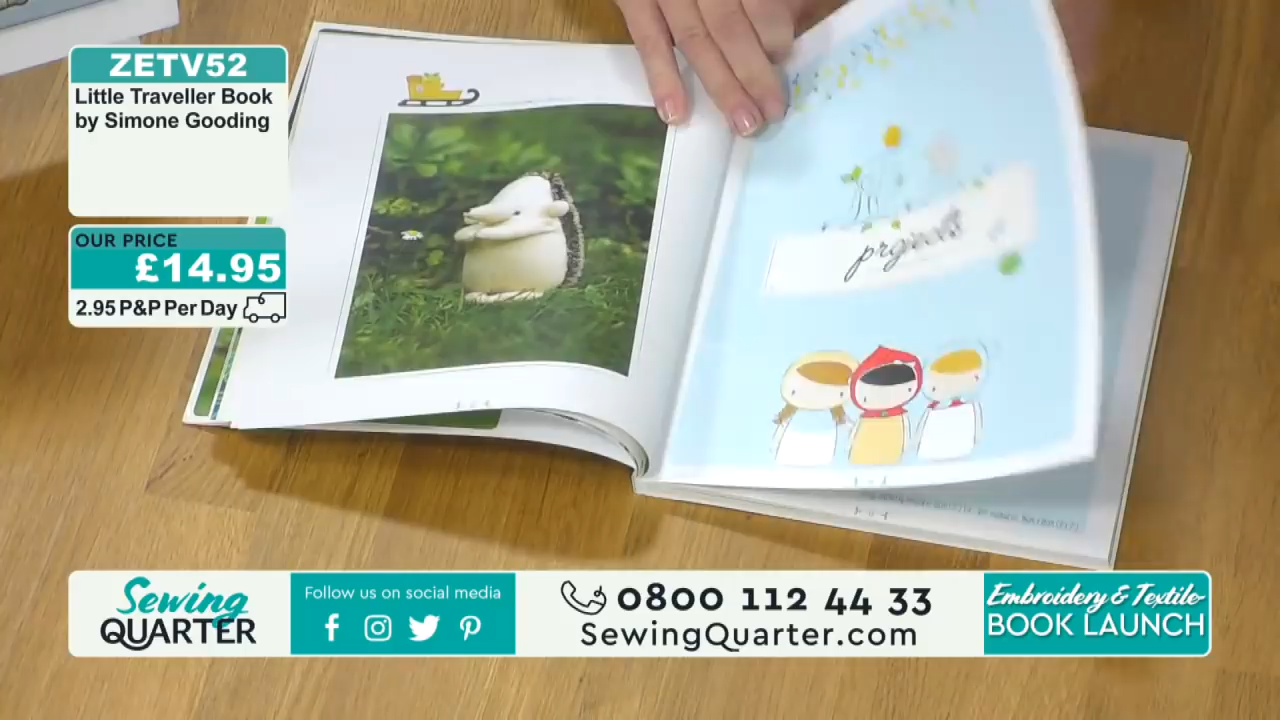 ZETV52
Little Traveller Book
by Simone Gooding
OUR PRICE
£14.95
2.95 P&P Per Day
projects
Sewing
QUARTER
Follow us on social media
0800 112 44 33
SewingQuarter.com
Embroidery & Textile
BOOK LAUNCH